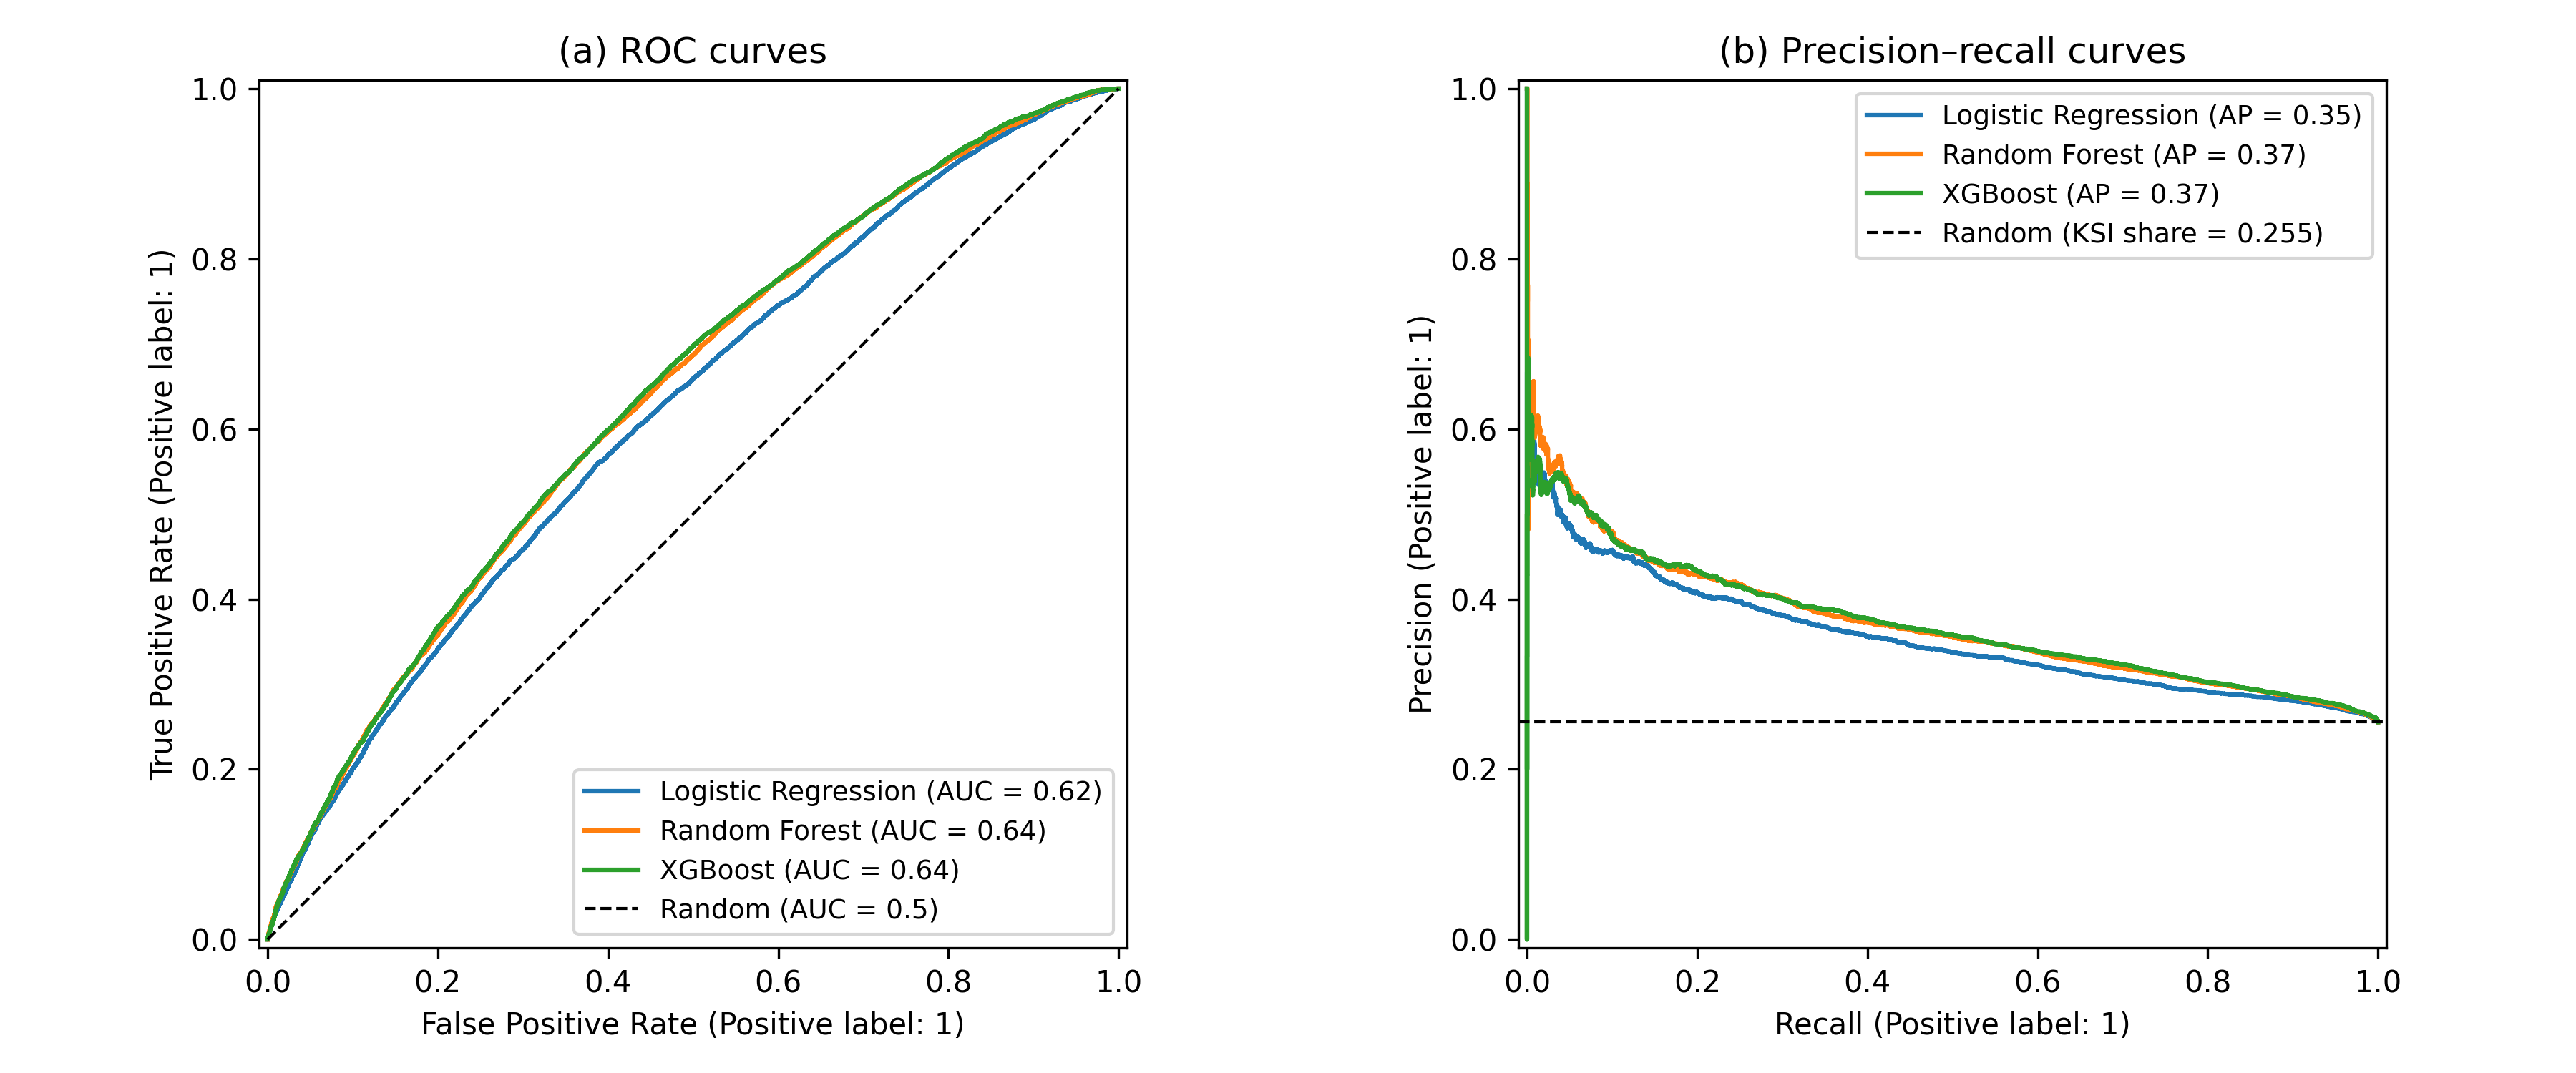 (a) ROC curves
True Positive Rate (Positive label: 1)
1.0
0.8
0.6
0.4
0.2
0.0
Logistic Regression (AUC = 0.62)
Random Forest (AUC = 0.64)
XGBoost (AUC = 0.64)
Random (AUC = 0.5)
0.0 0.2 0.4 0.6 0.8 1.0
False Positive Rate (Positive label: 1)
(b) Precision–recall curves
Precision (Positive label: 1)
1.0
0.8
0.6
0.4
0.2
0.0
Logistic Regression (AP = 0.35)
Random Forest (AP = 0.37)
XGBoost (AP = 0.37)
Random (KSI share = 0.255)
0.0 0.2 0.4 0.6 0.8 1.0
Recall (Positive label: 1)